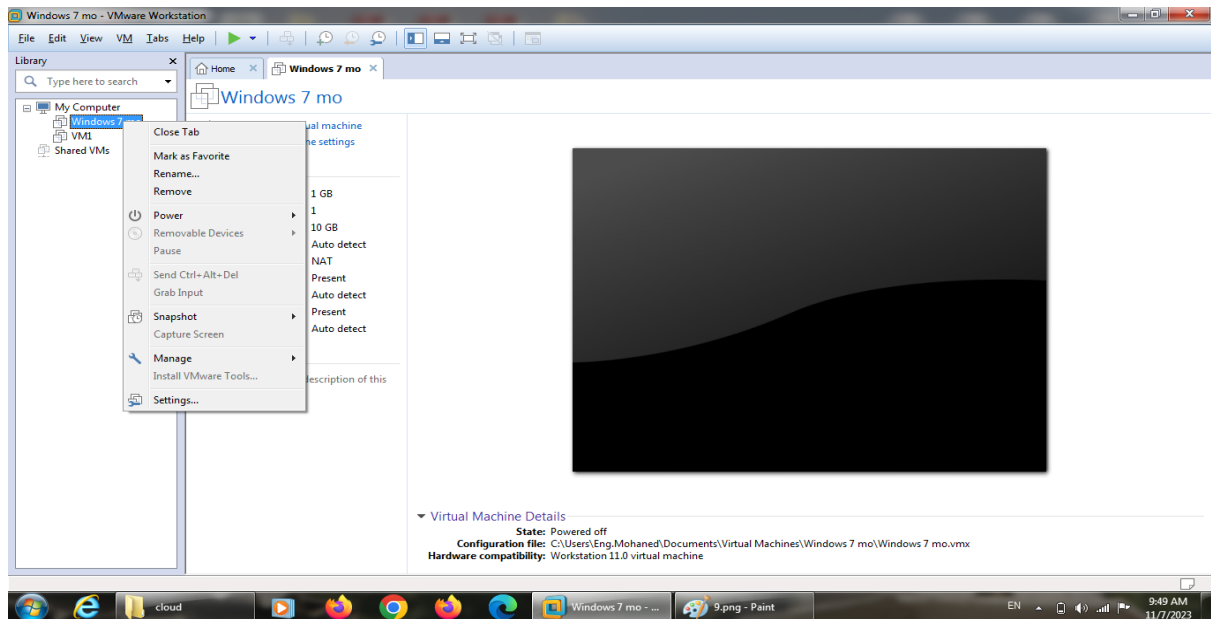 Windows 7 mo - VMware Workstation
File Edit View VM Tabs Help
Library
Type here to search
My Computer
Windows 7 mo
VM1
Shared VMs
Home
Windows 7 mo
Windows 7 mo
ual machine
ne settings
1 GB
1
10 GB
Auto detect
NAT
Present
Auto detect
Present
Auto detect
description of this
Close Tab
Mark as Favorite
Rename...
Remove
Power
Removable Devices
Pause
Send Ctrl+Alt+Del
Grab Input
Snapshot
Capture Screen
Manage
Install VMware Tools...
Settings...
Virtual Machine Details
State: Powered off
Configuration file: C:\Users\Eng.Mohaned\Documents\Virtual Machines\Windows 7 mo\Windows 7 mo.vmx
Hardware compatibility: Workstation 11.0 virtual machine
cloud
Windows 7 mo - ...
9.png - Paint
EN
9:49 AM
11/7/2023